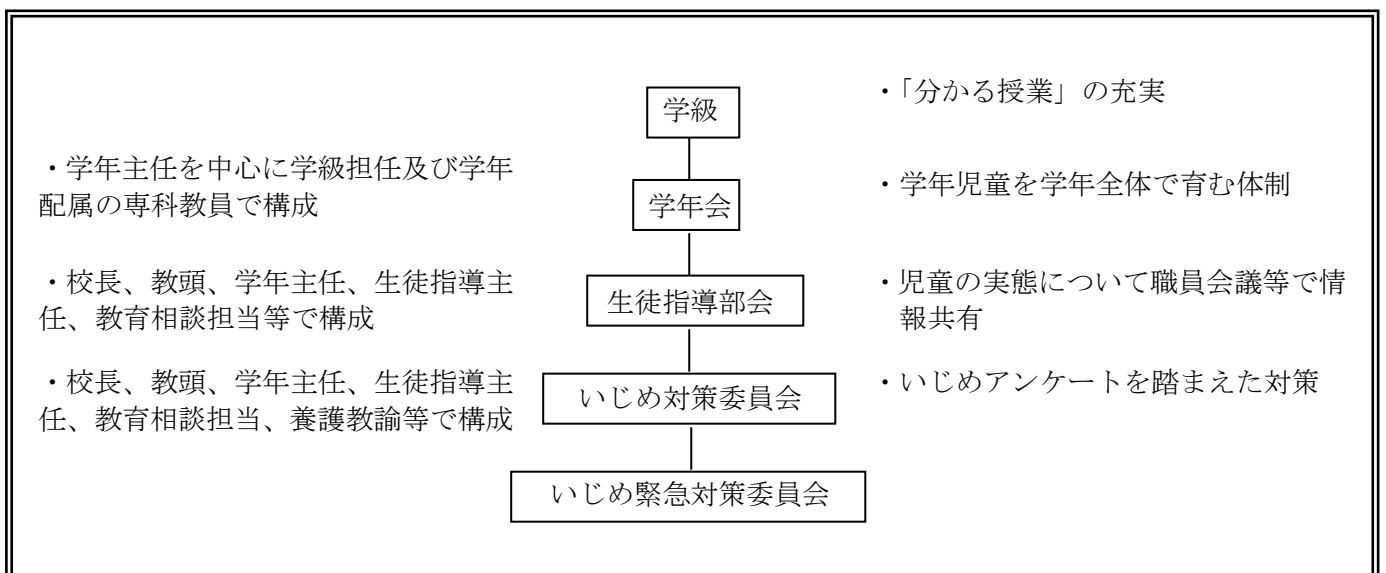 学級
・「分かる授業」の充実
・学年主任を中心に学級担任及び学年
配属の専科教員で構成
学年会
・学年児童を学年全体で育む体制
・校長、教頭、学年主任、生徒指導主
任、教育相談担当等で構成
生徒指導部会
・児童の実態について職員会議等で情
報共有
・校長、教頭、学年主任、生徒指導主
任、教育相談担当、養護教諭等で構成
いじめ対策委員会
・いじめアンケートを踏まえた対策
いじめ緊急対策委員会